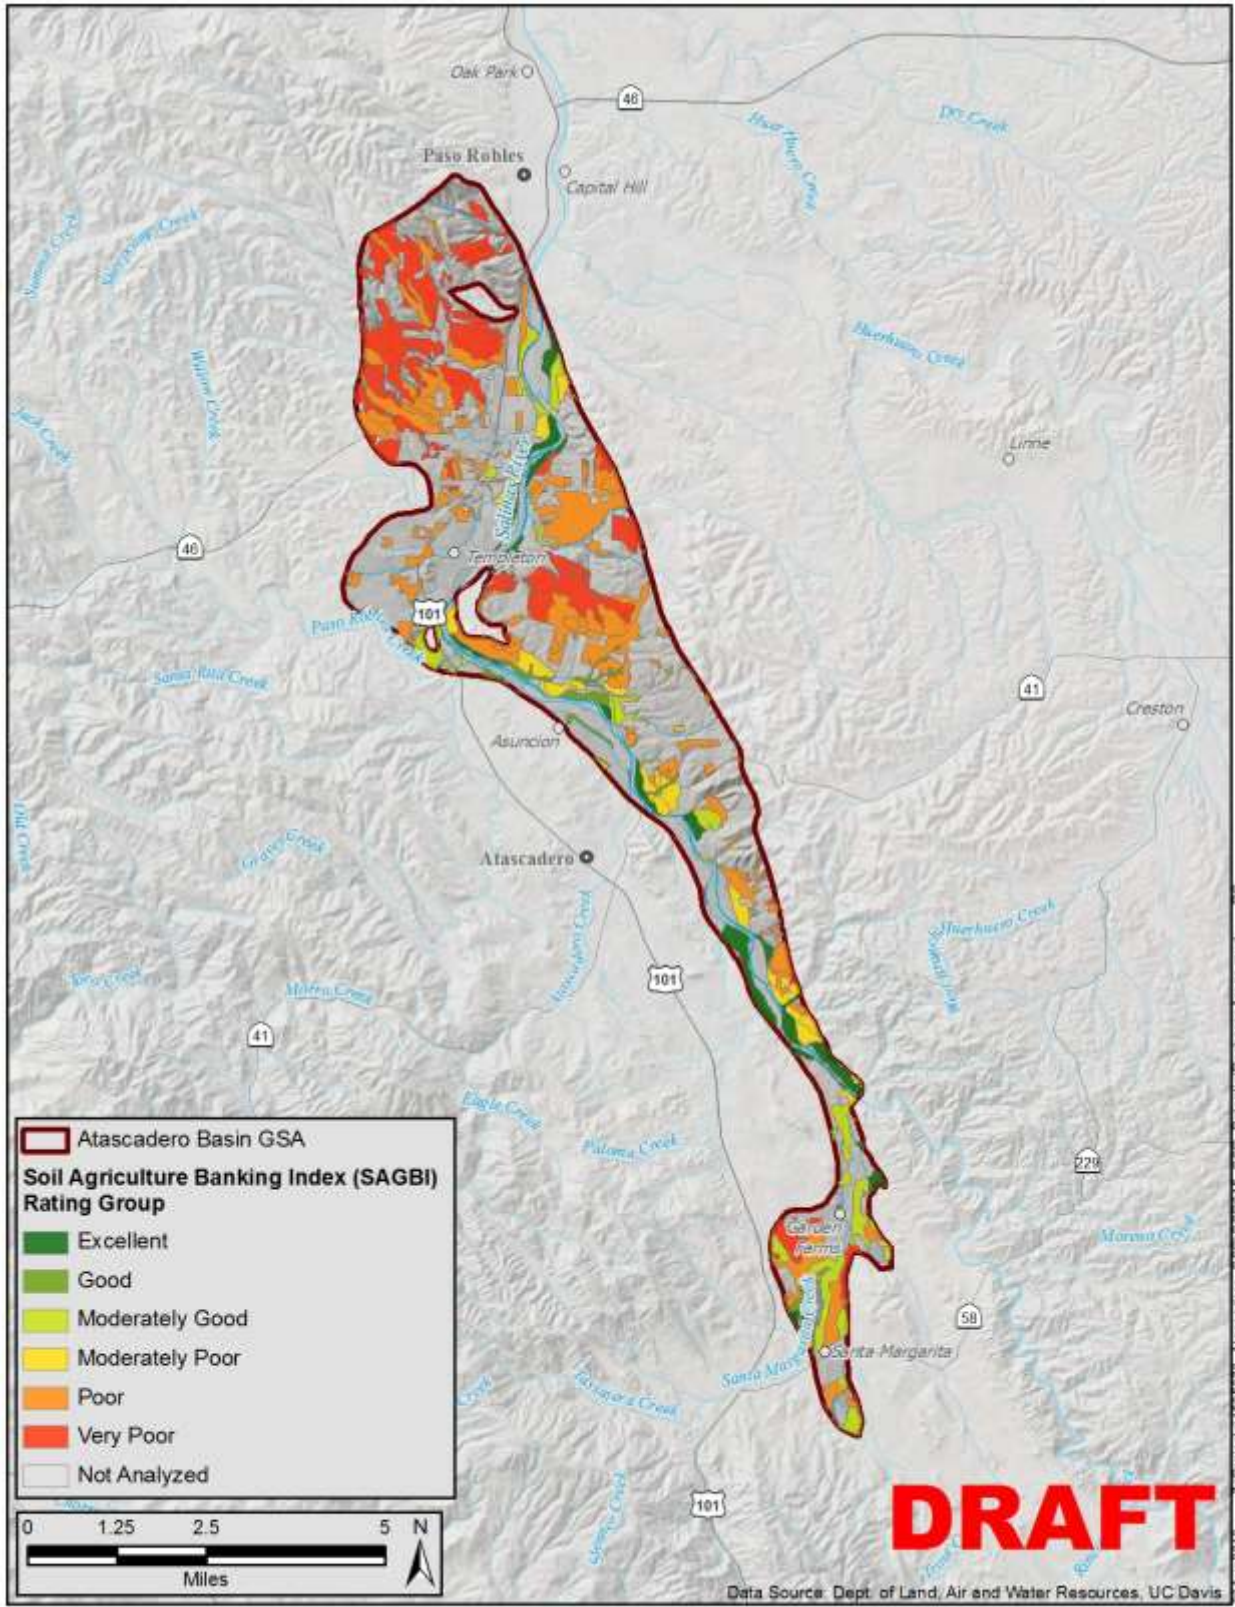 Oak Park
46
Dry Creek
Huer Huero Creek
Paso Robles
Capital Hill
Summit Creek
Sheepcamp Creek
Huerhuero Creek
Willow Creek
Jack Creek
Linne
Salinas River
46
Templeton
101
Paso Robles Creek
Santa Rita Creek
41
Creston
Asuncion
Graves Creek
Atascadero
Atascadero Creek
Huerhuero Creek
Toro Creek
Morro Creek
101
41
Eagle Creek
Paloma Creek
229
Moreno Creek
Garden
Farms
58
Santa Margarita Creek
Santa Margarita
Tassajara Creek
Creek
101
Atascadero Basin GSA
Soil Agriculture Banking Index (SAGBI)
Rating Group
Excellent
Good
Moderately Good
Moderately Poor
Poor
Very Poor
Not Analyzed
0 1.25 2.5 5 N
Miles
DRAFT
Data Source: Dept. of Land, Air and Water Resources, UC Davis